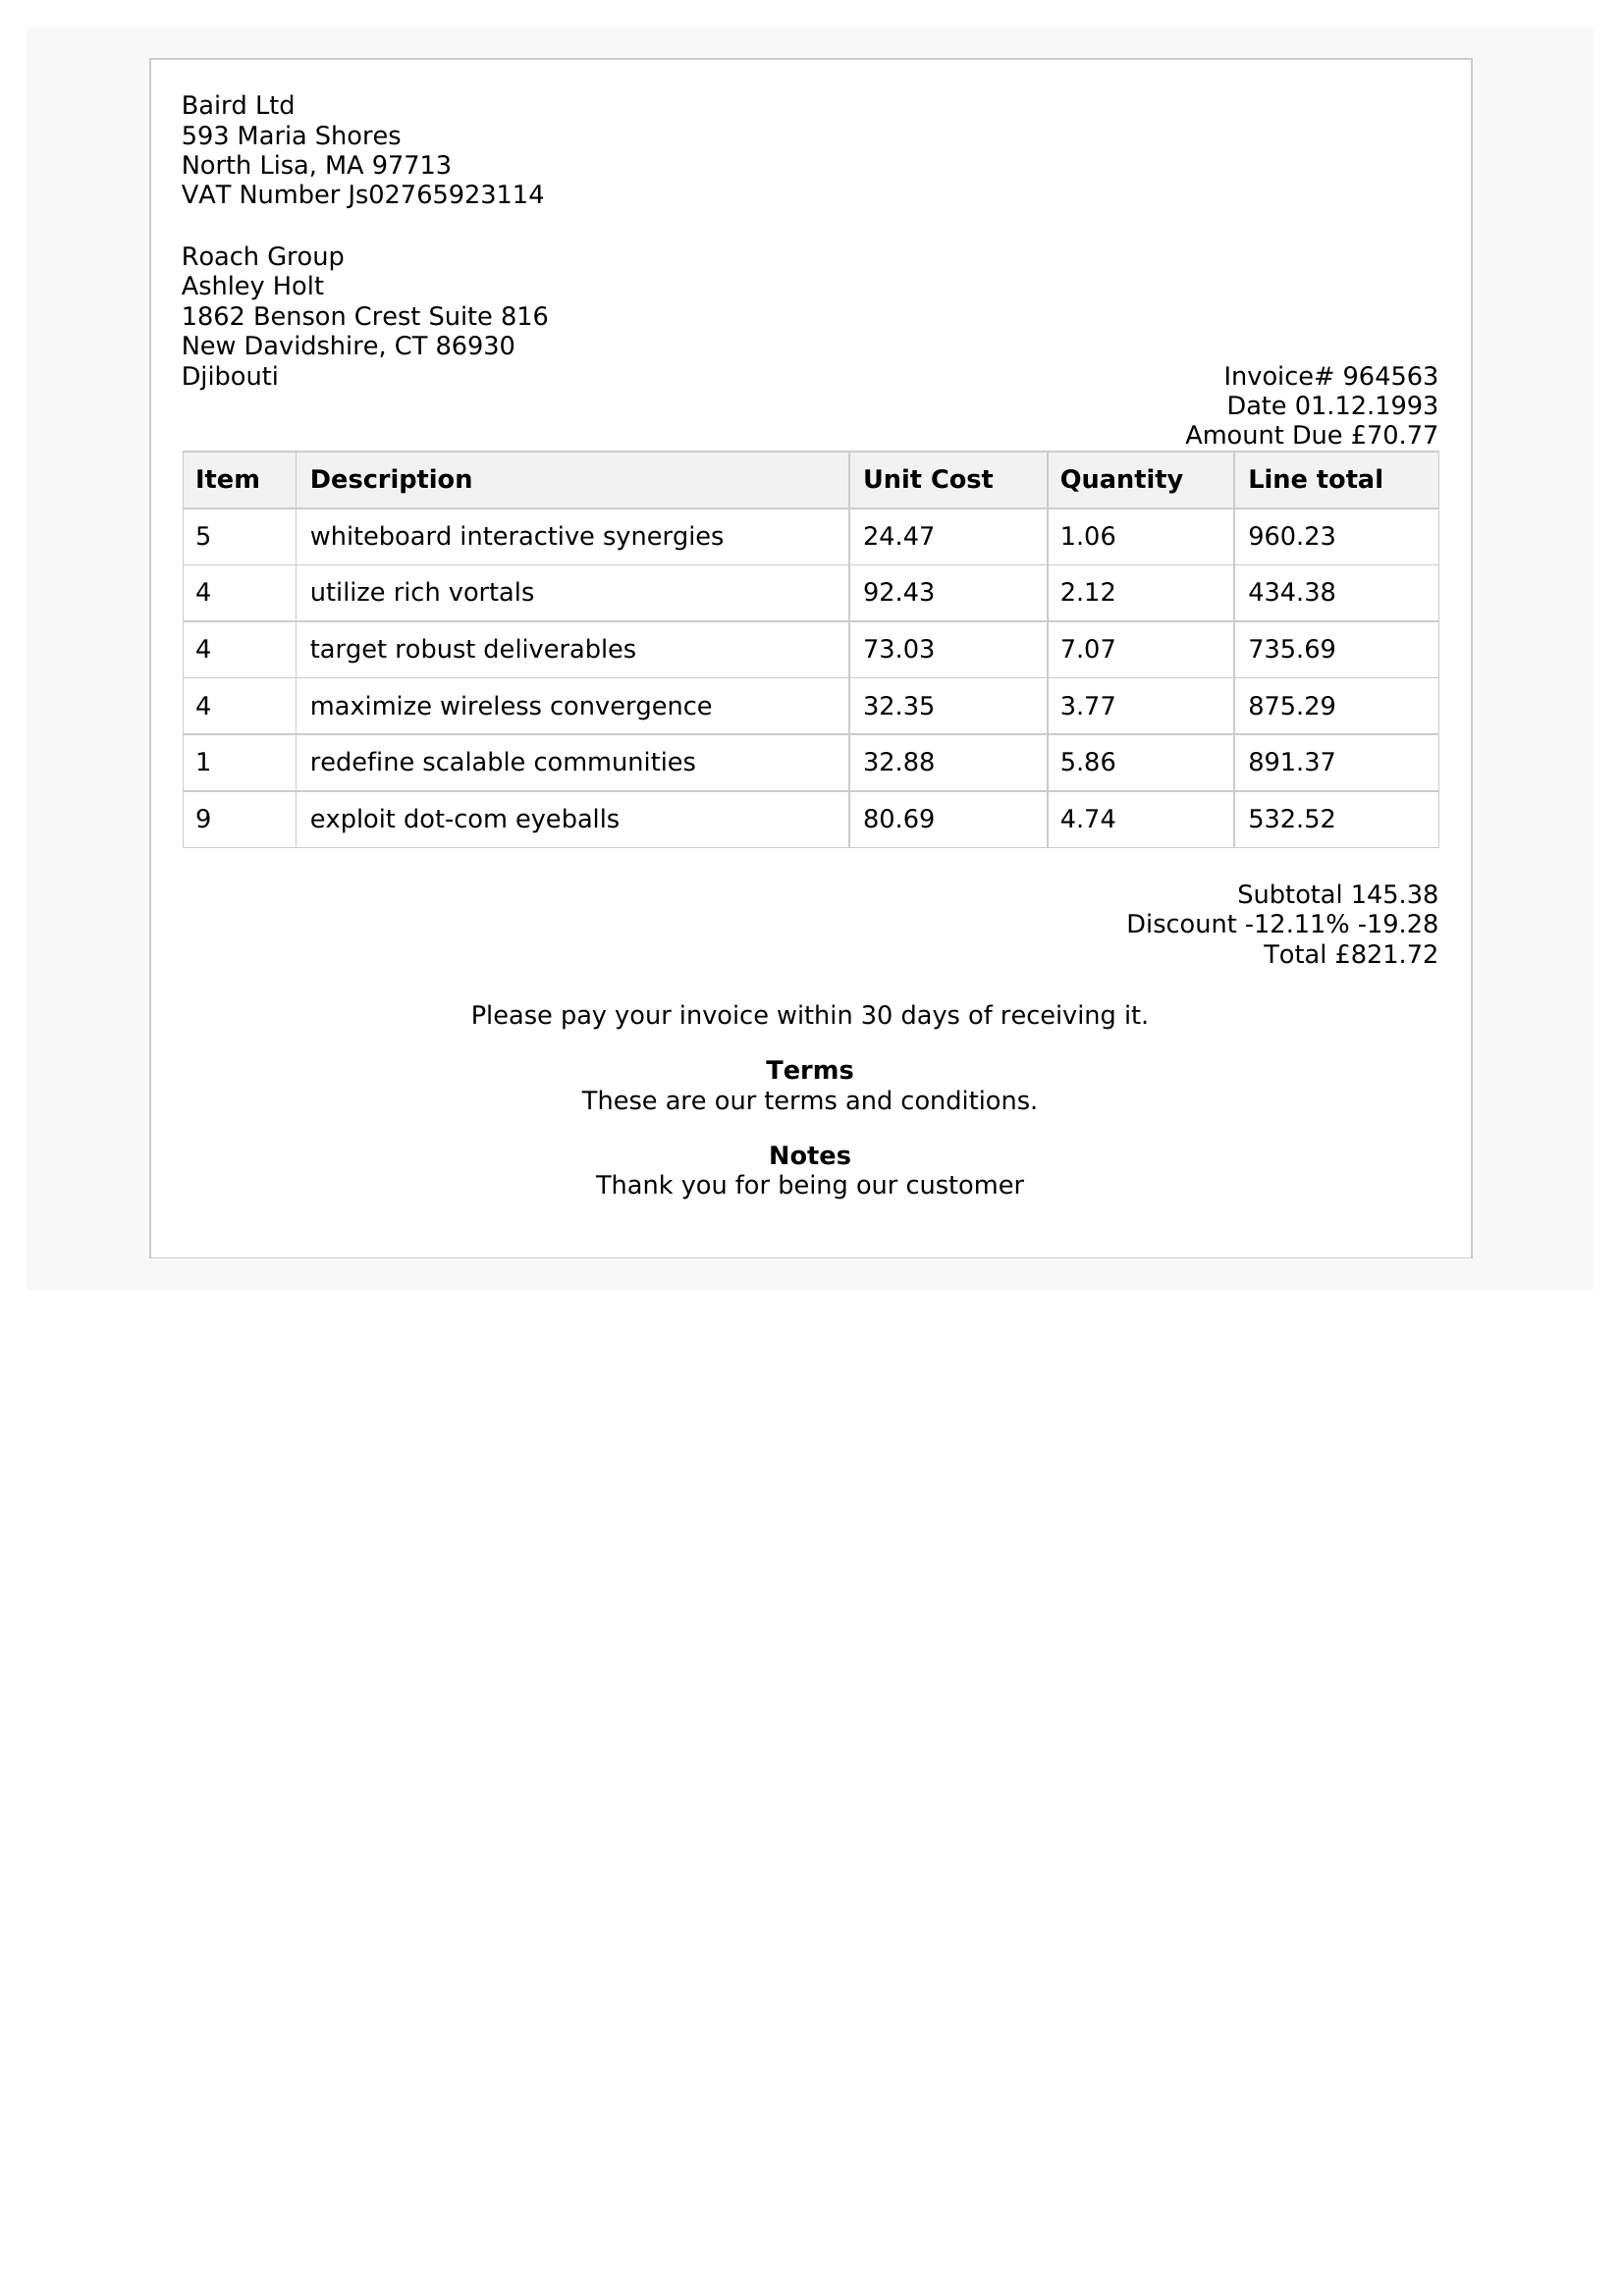 Baird Ltd
593 Maria Shores
North Lisa, MA 97713
VAT Number Js02765923114
Roach Group
Ashley Holt
1862 Benson Crest Suite 816
New Davidshire, CT 86930
Djibouti
Invoice# 964563
Date 01.12.1993
Amount Due £70.77
Item Description Unit Cost Quantity Line total
5 whiteboard interactive synergies 24.47 1.06 960.23
4 utilize rich vortals 92.43 2.12 434.38
4 target robust deliverables 73.03 7.07 735.69
4 maximize wireless convergence 32.35 3.77 875.29
1 redefine scalable communities 32.88 5.86 891.37
9 exploit dot-com eyeballs 80.69 4.74 532.52
Subtotal 145.38
Discount -12.11% -19.28
Total £821.72
Please pay your invoice within 30 days of receiving it.
Terms
These are our terms and conditions.
Notes
Thank you for being our customer